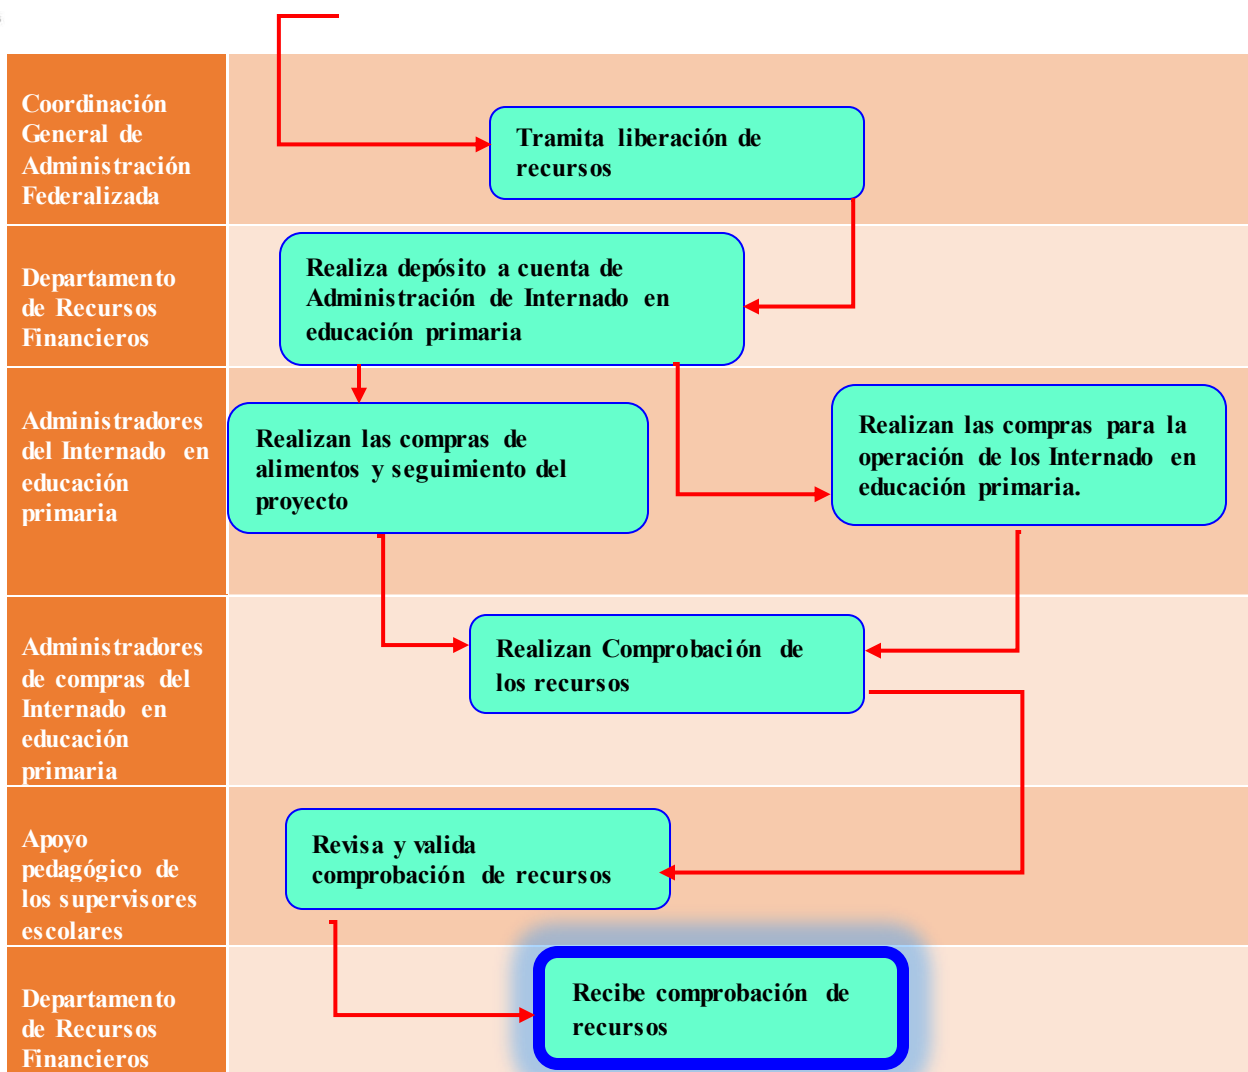 Coordinación
General de
Administración
Federalizada
Tramita liberación de
recursos
Departamento
de Recursos
Financieros
Realiza depósito a cuenta de
Administración de Internado en
educación primaria
Administradores
del Internado en
educación
primaria
Realizan las compras de
alimentos y seguimiento del
proyecto
Realizan las compras para la
operación de los Internado en
educación primaria.
Administradores
de compras del
Internado en
educación
primaria
Realizan Comprobación de
los recursos
Apoyo
pedagógico de
los supervisores
escolares
Revisa y valida
comprobación de recursos
Departamento
de Recursos
Financieros
Recibe comprobación de
recursos